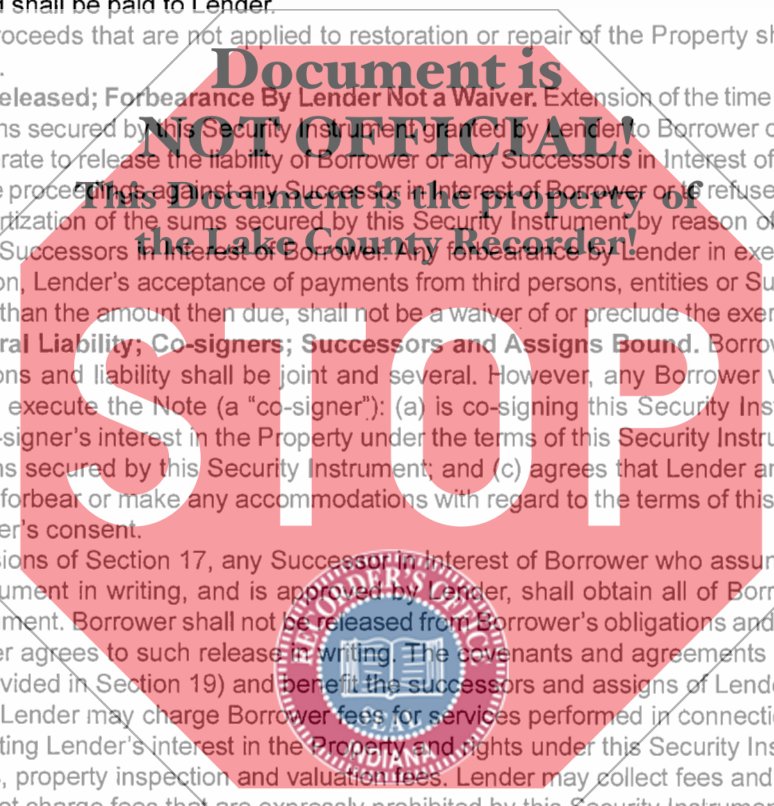 d shall be paid to Lender.
roceeds that are not applied to restoration or repair of the Property sh
Document is
eleased; Forbearance By Lender Not a Waiver. Extension of the time
NOT OFFICIAL!
ns secured by this Security Instrument granted by Lender to Borrower o
rate to release the liability of Borrower or any Successors in Interest of
This Document is the property of
e proceedings against any Successor in Interest of Borrower or to refuse
rtization of the sums secured by this Security Instrument by reason of
the Lake County Recorder!
Successors in Interest of Borrower. Any forbearance by Lender in exe
on, Lender's acceptance of payments from third persons, entities or Su
than the amount then due, shall not be a waiver of or preclude the exer
STOP
ral Liability; Co-signers; Successors and Assigns Bound. Borrow
ons and liability shall be joint and several. However, any Borrower w
execute the Note (a “co-signer”): (a) is co-signing this Security Ins
-signer's interest in the Property under the terms of this Security Instru
ns secured by this Security Instrument; and (c) agrees that Lender an
forbear or make any accommodations with regard to the terms of this
er's consent.
sions of Section 17, any Successor in Interest of Borrower who assum
ument in writing, and is approved by Lender, shall obtain all of Borr
ment. Borrower shall not be released from Borrower's obligations and
er agrees to such release in writing. The covenants and agreements
vided in Section 19) and benefit the successors and assigns of Lende
RECORDER'S OFFICE
SEAL
INDIANA
Lender may charge Borrower fees for services performed in connecti
ting Lender's interest in the Property and rights under this Security Ins
, property inspection and valuation fees. Lender may collect fees and
ot charge fees that are expressly prohibited by this Security Instrume